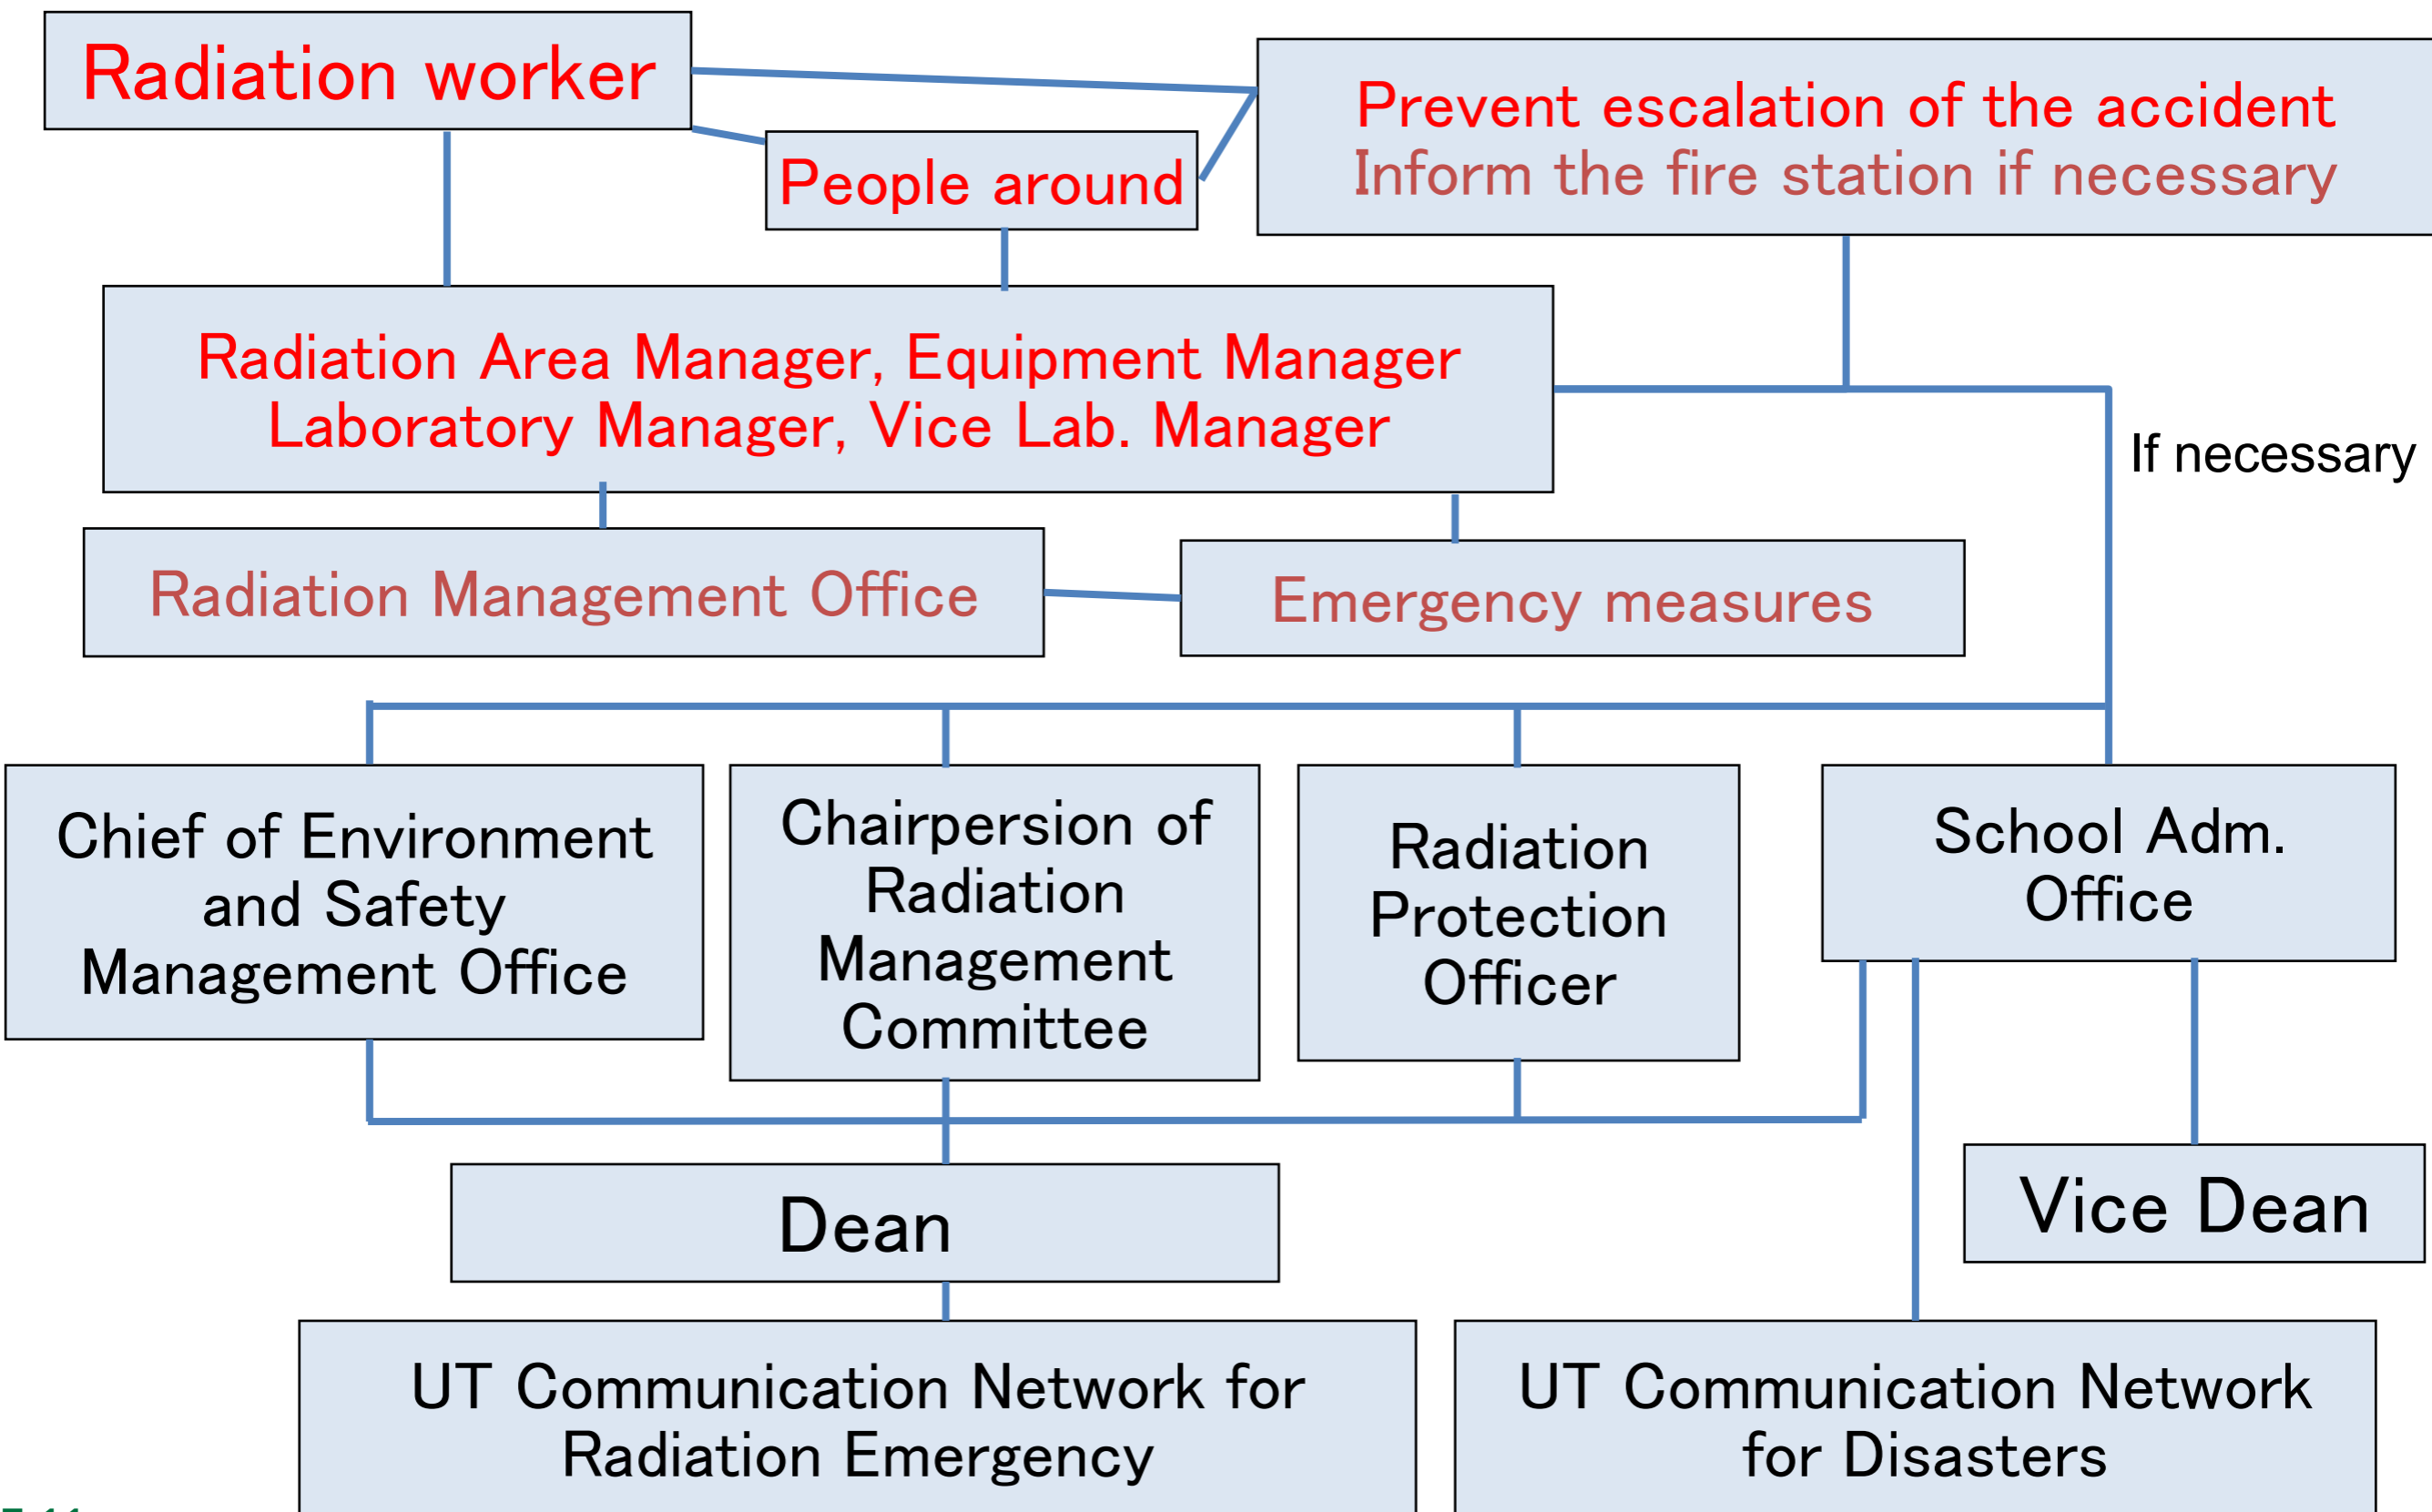 Radiation worker
People around
Prevent escalation of the accident
Inform the fire station if necessary
Radiation Area Manager, Equipment Manager
Laboratory Manager, Vice Lab. Manager
If necessary
Radiation Management Office
Emergency measures
Chief of Environment
and Safety
Management Office
Chairpersion of
Radiation
Management
Committee
Radiation
Protection
Officer
School Adm.
Office
Dean
Vice Dean
UT Communication Network for
Radiation Emergency
UT Communication Network
for Disasters